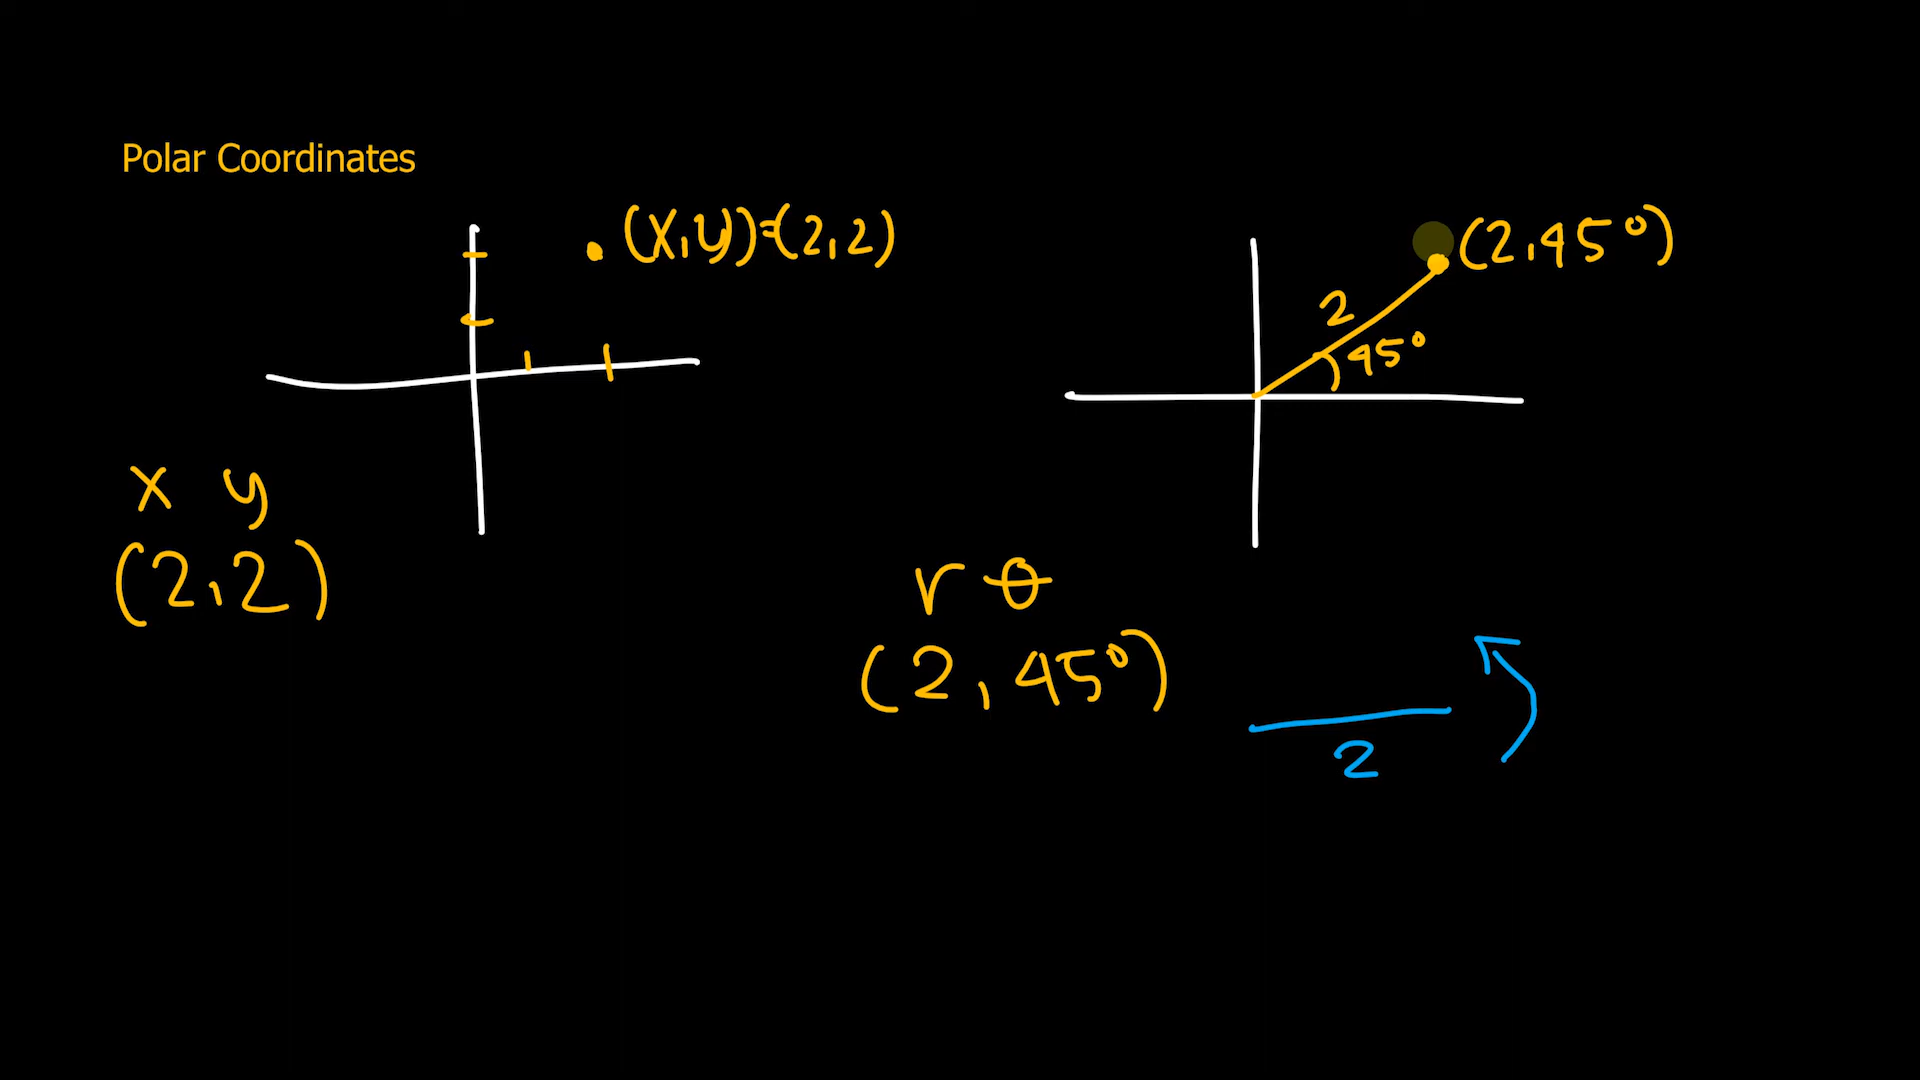 Polar Coordinates
(x,y)=(2,2)
(2,45°)
2
45°
x y
(2,2)
r θ
(2,45°)
2